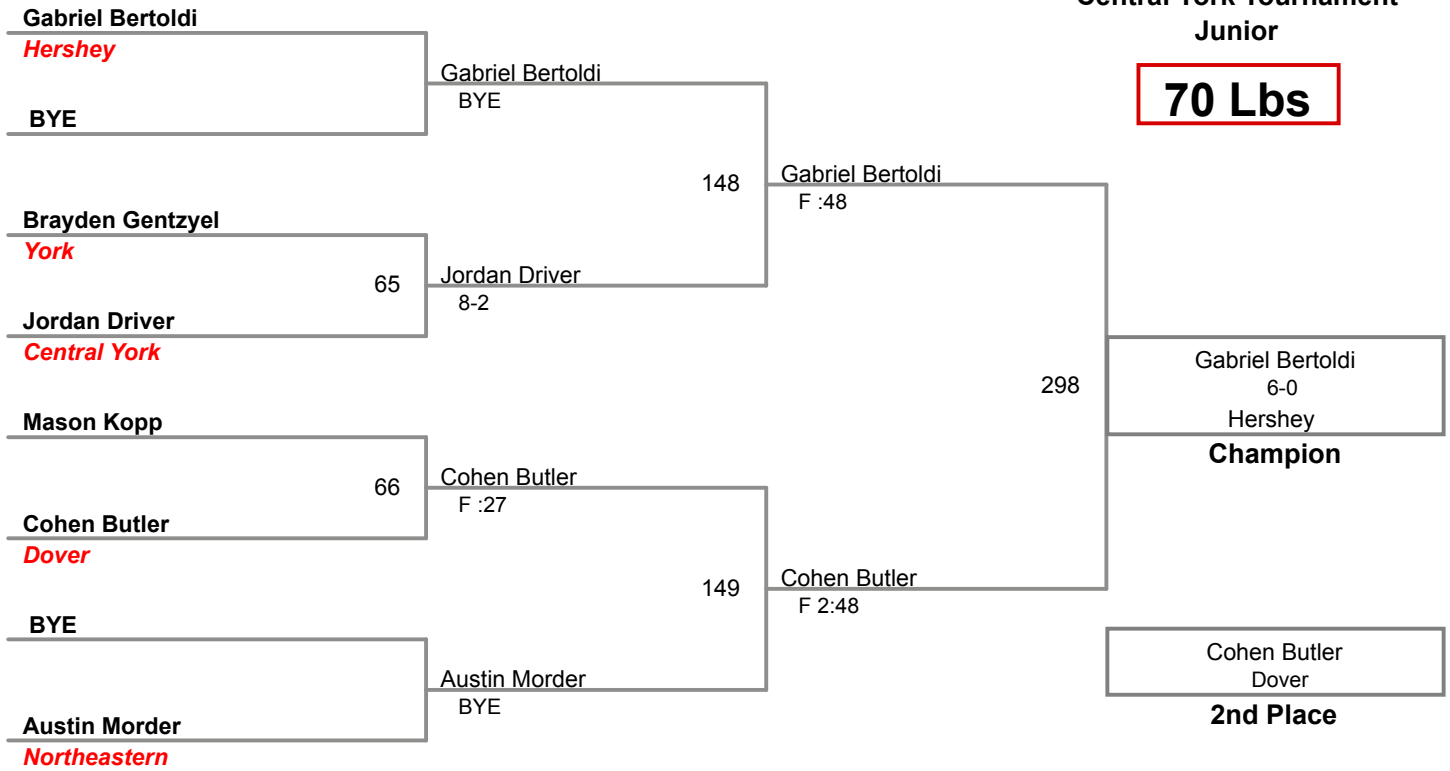 Central York Tournament
Junior
70 Lbs
Gabriel Bertoldi
Hershey
BYE
Brayden Gentzyel
York
Jordan Driver
Central York
Mason Kopp
Cohen Butler
Dover
BYE
Austin Morder
Northeastern
65
66
Gabriel Bertoldi
BYE
Jordan Driver
8-2
Cohen Butler
F :27
Austin Morder
BYE
148
149
Gabriel Bertoldi
F :48
Cohen Butler
F 2:48
298
Gabriel Bertoldi
6-0
Hershey
Champion
Cohen Butler
Dover
2nd Place